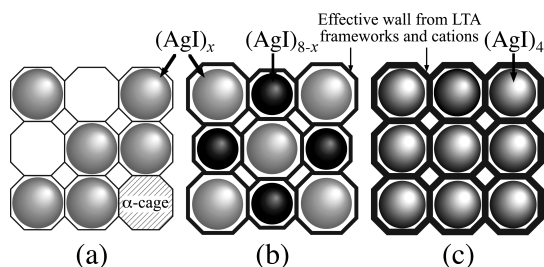 (AgI)x
(AgI)8-x
Effective wall from LTA
frameworks and cations
(AgI)4
α-cage
(a)
(b)
(c)